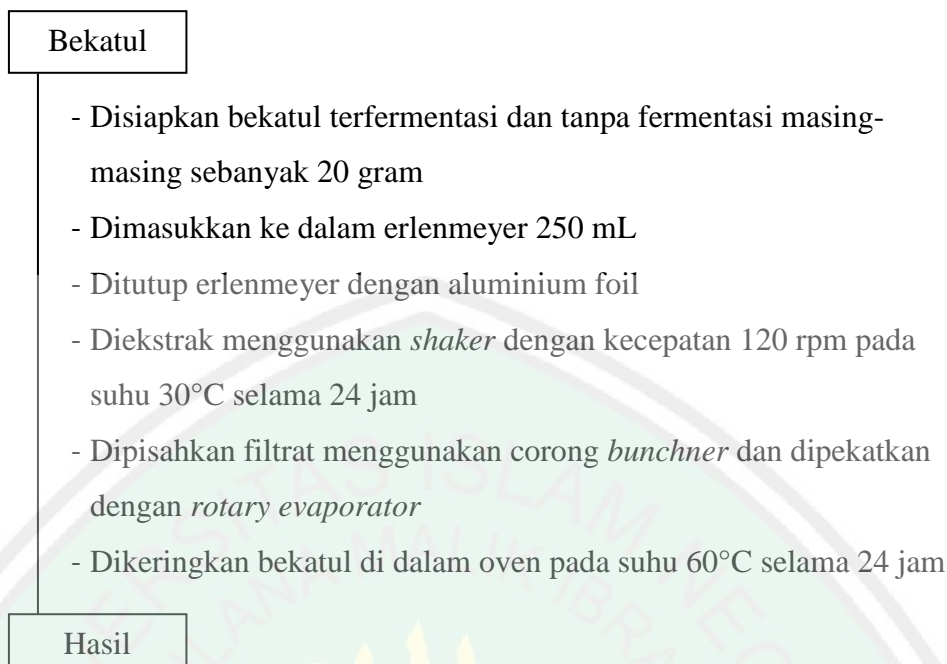 Bekatul
- Disiapkan bekatul terfermentasi dan tanpa fermentasi masing-
masing sebanyak 20 gram
- Dimasukkan ke dalam erlenmeyer 250 mL
- Ditutup erlenmeyer dengan aluminium foil
- Diekstrak menggunakan shaker dengan kecepatan 120 rpm pada
suhu 30°C selama 24 jam
- Dipisahkan filtrat menggunakan corong bunchner dan dipekatkan
dengan rotary evaporator
- Dikeringkan bekatul di dalam oven pada suhu 60°C selama 24 jam
Hasil